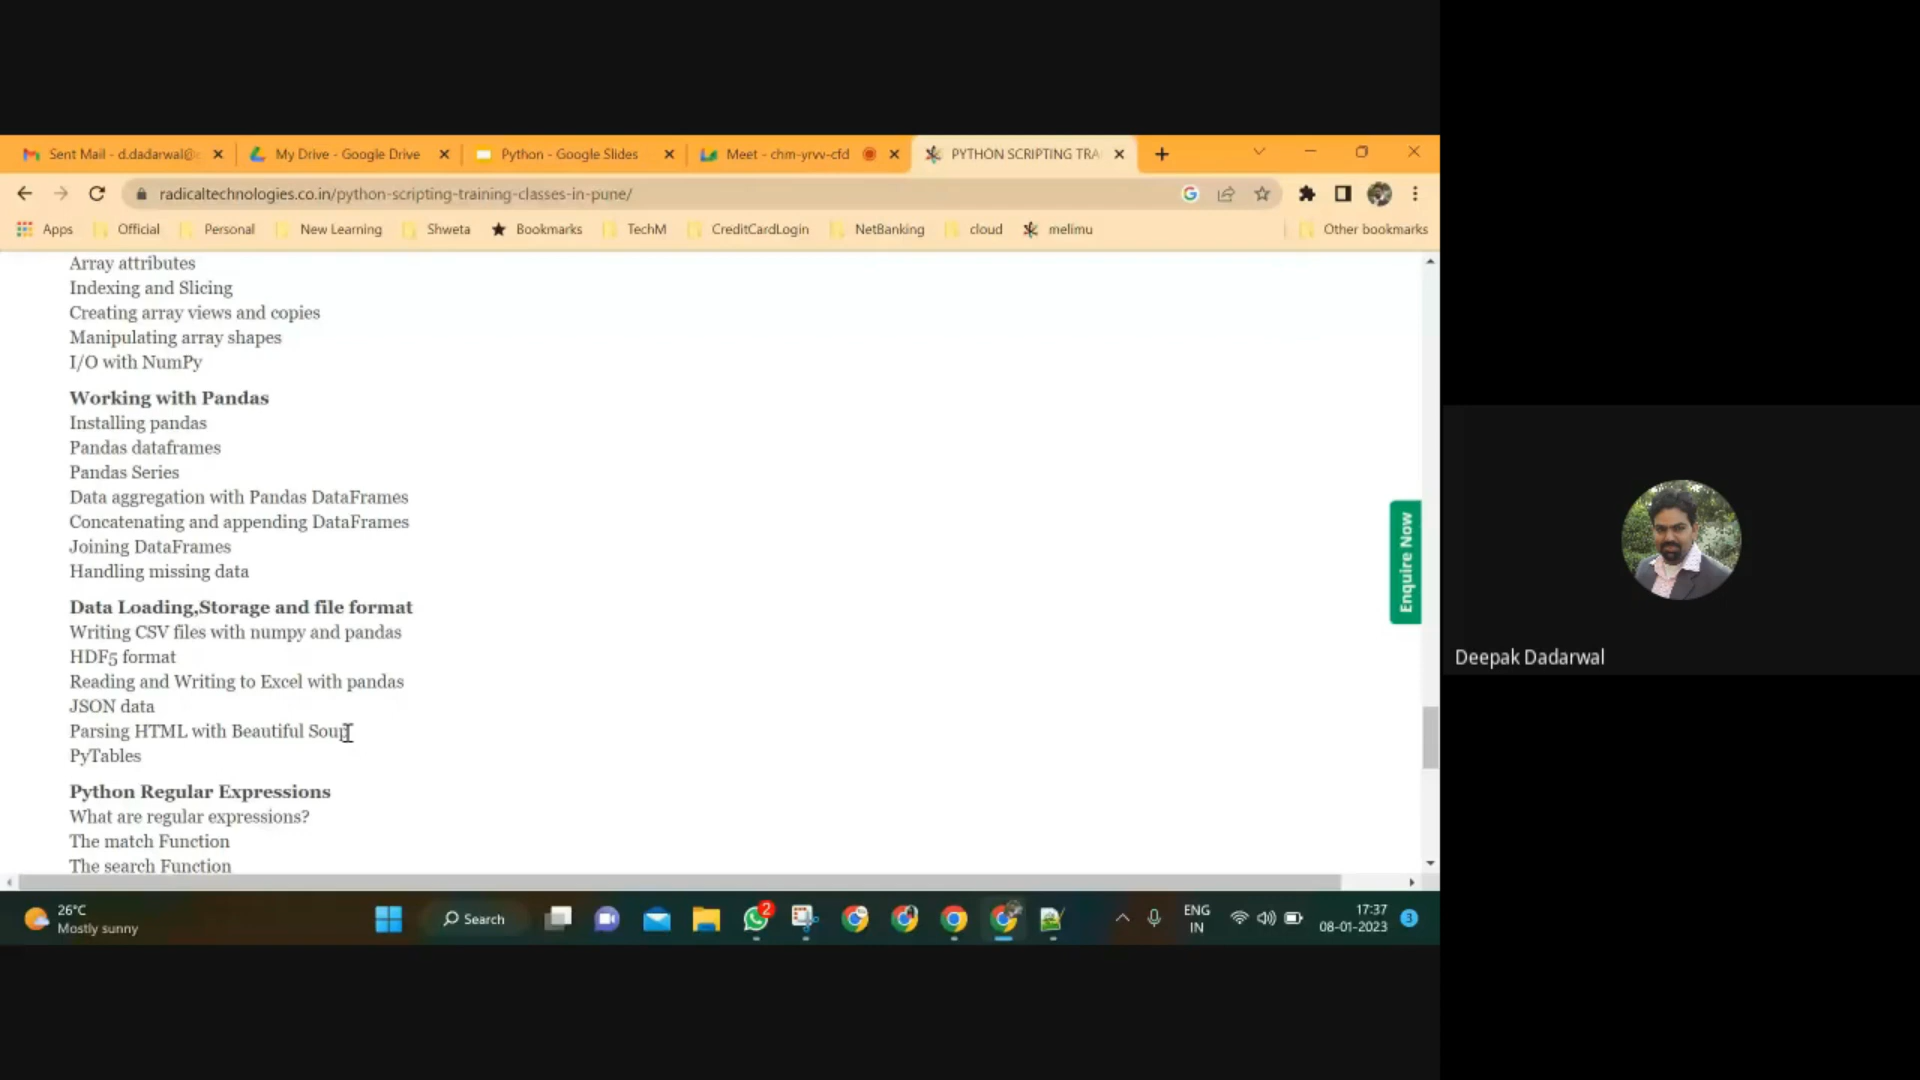 Sent Mail - d.dadarwal@
My Drive - Google Drive
Python - Google Slides
Meet - chm-yrvv-cfd
PYTHON SCRIPTING TRA
radicaltechnologies.co.in/python-scripting-training-classes-in-pune/
Apps
Official
Personal
New Learning
Shweta
Bookmarks
TechM
CreditCardLogin
NetBanking
cloud
melimu
Other bookmarks
Array attributes
Indexing and Slicing
Creating array views and copies
Manipulating array shapes
I/O with NumPy
Working with Pandas
Installing pandas
Pandas dataframes
Pandas Series
Data aggregation with Pandas DataFrames
Concatenating and appending DataFrames
Joining DataFrames
Handling missing data
Data Loading,Storage and file format
Writing CSV files with numpy and pandas
HDF5 format
Reading and Writing to Excel with pandas
JSON data
Parsing HTML with Beautiful Soup
PyTables
Python Regular Expressions
What are regular expressions?
The match Function
The search Function
Enquire Now
Deepak Dadarwal
26°C
Mostly sunny
Search
2
ENG
IN
17:37
08-01-2023
3